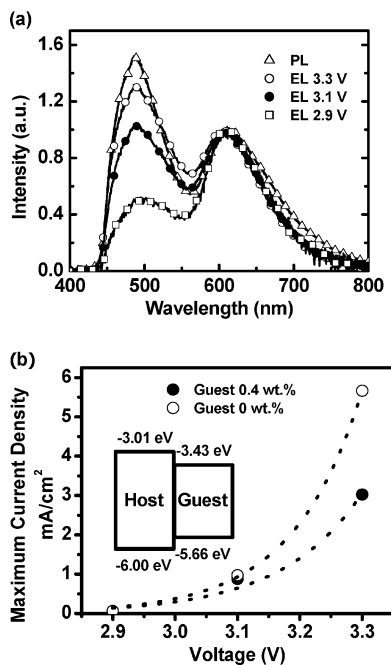 (a)
1.6
1.2
0.8
0.4
0.0
Intensity (a.u.)
PL
EL 3.3 V
EL 3.1 V
EL 2.9 V
400 500 600 700 800
Wavelength (nm)
(b)
6
5
4
3
2
1
0
Maximum Current Density
mA/cm²
Guest 0.4 wt.%
Guest 0 wt.%
-3.01 eV
-3.43 eV
Host
Guest
-6.00 eV
-5.66 eV
2.9 3.0 3.1 3.2 3.3
Voltage (V)